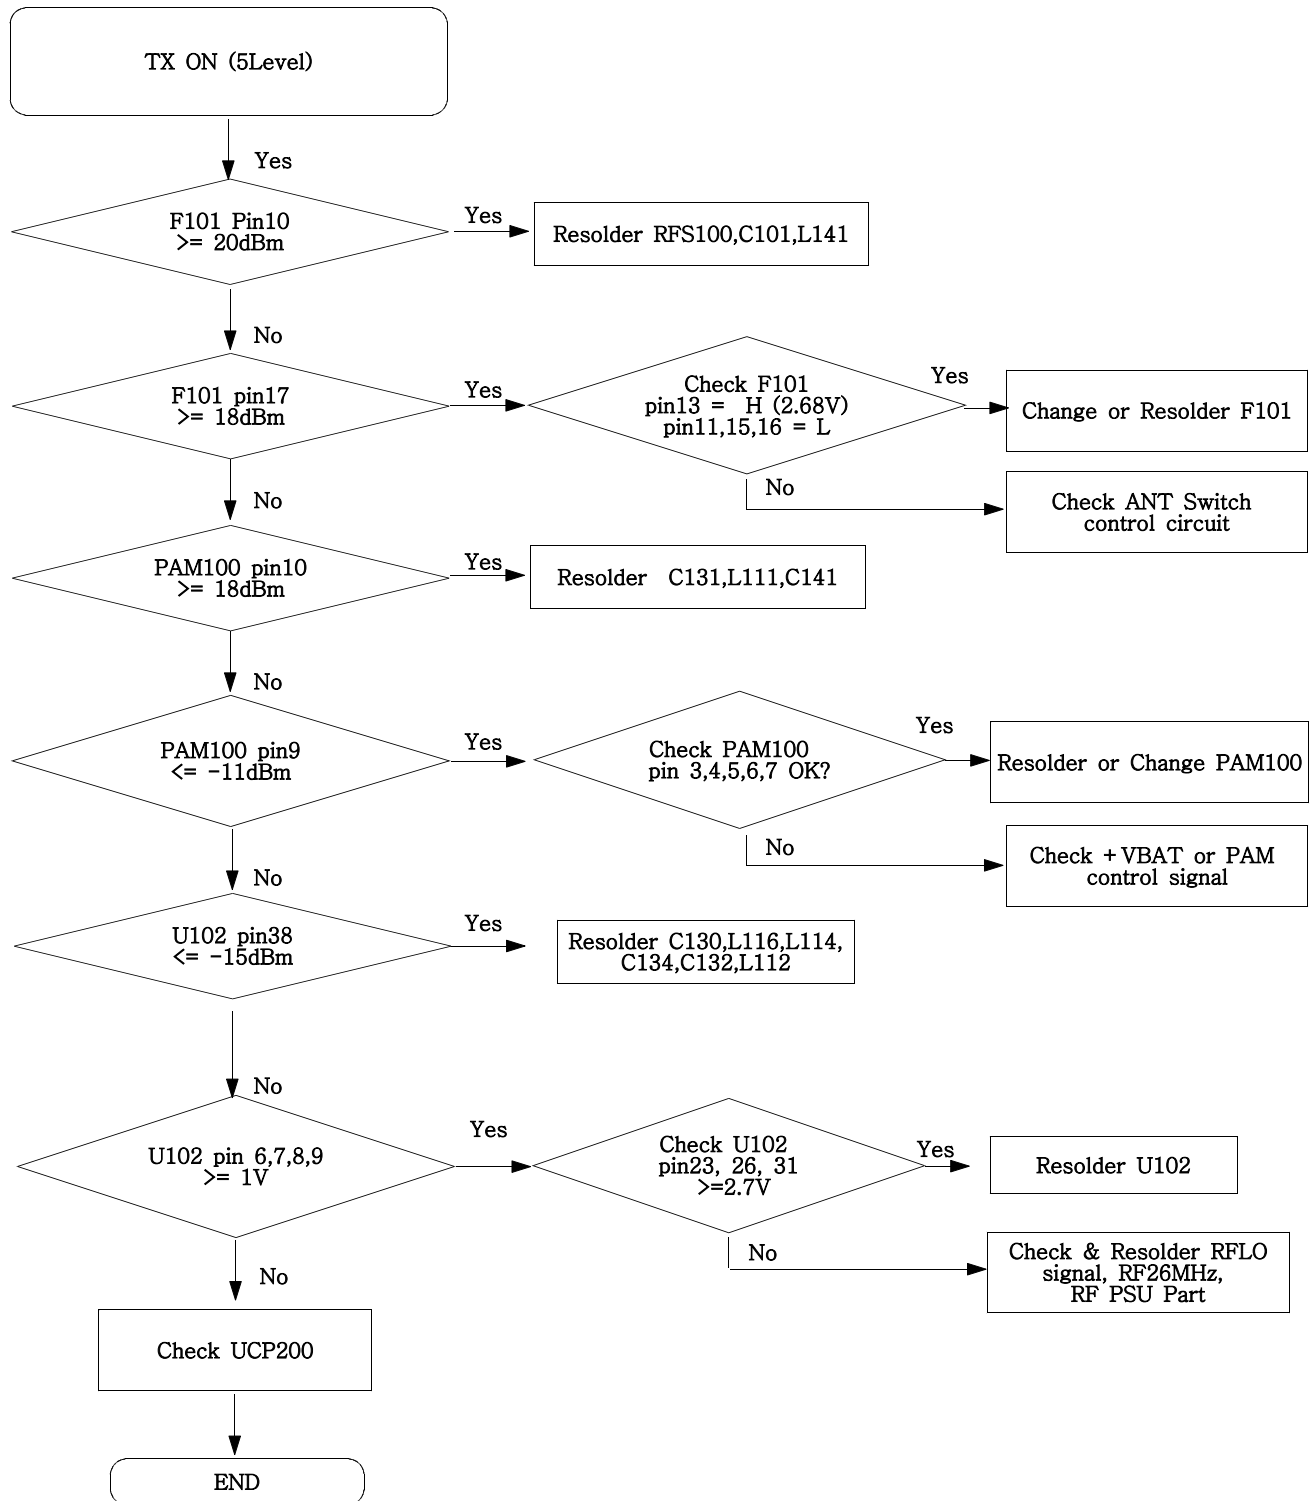 TX ON (5Level)
Yes
F101 Pin10
>= 20dBm
Yes
Resolder RFS100,C101,L141
No
F101 pin17
>= 18dBm
Yes
Check F101
pin13 = H (2.68V)
pin11,15,16 = L
Yes
Change or Resolder F101
No
Check ANT Switch
control circuit
No
PAM100 pin10
>= 18dBm
Yes
Resolder C131,L111,C141
No
PAM100 pin9
<= -11dBm
Yes
Check PAM100
pin 3,4,5,6,7 OK?
Yes
Resolder or Change PAM100
No
Check +VBAT or PAM
control signal
No
U102 pin38
<= -15dBm
Yes
Resolder C130,L116,L114,
C134,C132,L112
No
U102 pin 6,7,8,9
>= 1V
Yes
Check U102
pin23, 26, 31
>=2.7V
Yes
Resolder U102
No
Check & Resolder RFLO
signal, RF26MHz,
RF PSU Part
No
Check UCP200
END